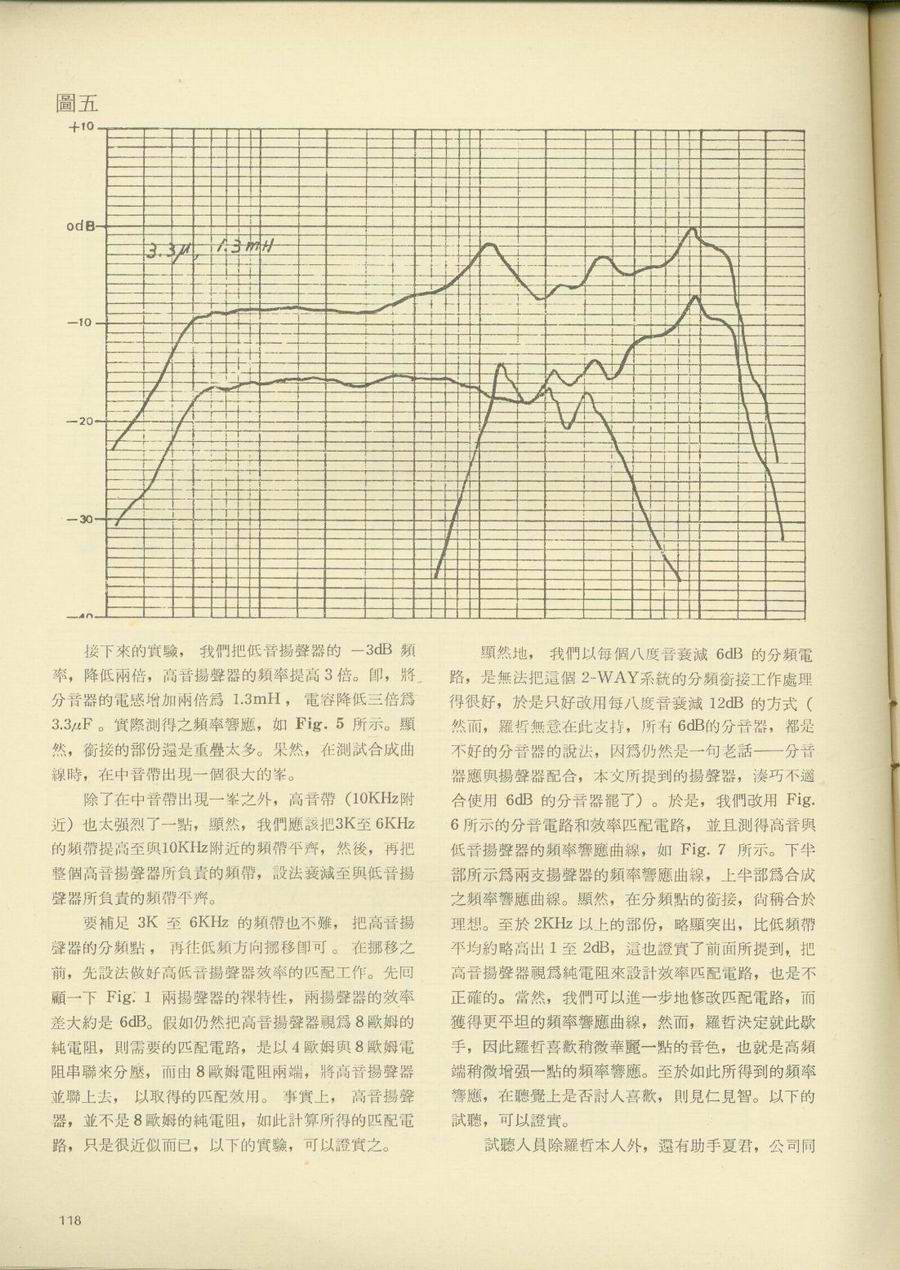 圖五
+10
odB
3.3μ, 1.3mH
-10
-20
-30
-40
接下來的實驗，我們把低音揚聲器的 -3dB 頻
率，降低兩倍，高音揚聲器的頻率提高3倍。卽，將
分音器的電感增加兩倍爲 1.3mH，電容降低三倍爲
3.3μF。實際測得之頻率響應，如 Fig. 5 所示。顯
然，銜接的部份還是重疊太多。果然，在測試合成曲
線時，在中音帶出現一個很大的峯。
除了在中音帶出現一峯之外，高音帶（10KHz附
近）也太强烈了一點，顯然，我們應該把3K至6KHz
的頻帶提高至與10KHz附近的頻帶平齊，然後，再把
整個高音揚聲器所負責的頻帶，設法衰減至與低音揚
聲器所負責的頻帶平齊。
要補足 3K 至 6KHz 的頻帶也不難，把高音揚
聲器的分頻點，再往低頻方向挪移卽可。在挪移之
前，先設法做好高低音揚聲器效率的匹配工作。先回
顧一下 Fig. 1 兩揚聲器的裸特性，兩揚聲器的效率
差大約是 6dB。假如仍然把高音揚聲器視爲8歐姆的
純電阻，則需要的匹配電路，是以4歐姆與8歐姆電
阻串聯來分壓，而由8歐姆電阻兩端，將高音揚聲器
並聯上去，以取得的匹配效用。事實上，高音揚聲
器，並不是8歐姆的純電阻，如此計算所得的匹配電
路，只是很近似而已，以下的實驗，可以證實之。
顯然地，我們以每個八度音衰減 6dB 的分頻電
路，是無法把這個 2-WAY系統的分頻銜接工作處理
得很好，於是只好改用每八度音衰減 12dB 的方式（
然而，羅哲無意在此支持，所有 6dB的分音器，都是
不好的分音器的說法，因爲仍然是一句老話——分音
器應與揚聲器配合，本文所提到的揚聲器，湊巧不適
合使用 6dB 的分音器罷了）。於是，我們改用 Fig.
6所示的分音電路和效率匹配電路，並且測得高音與
低音揚聲器的頻率響應曲線，如 Fig. 7 所示。下半
部所示爲兩支揚聲器的頻率響應曲線，上半部爲合成
之頻率響應曲線。顯然，在分頻點的銜接，尙稱合於
理想。至於 2KHz 以上的部份，略顯突出，比低頻帶
平均約略高出1至 2dB，這也證實了前面所提到，把
高音揚聲器視爲純電阻來設計效率匹配電路，也是不
正確的。當然，我們可以進一步地修改匹配電路，而
獲得更平坦的頻率響應曲線，然而，羅哲決定就此歇
手，因此羅哲喜歡稍微華麗一點的音色，也就是高頻
端稍微增强一點的頻率響應。至於如此所得到的頻率
響應，在聽覺上是否討人喜歡，則見仁見智。以下的
試聽，可以證實。
試聽人員除羅哲本人外，還有助手夏君，公司同
118